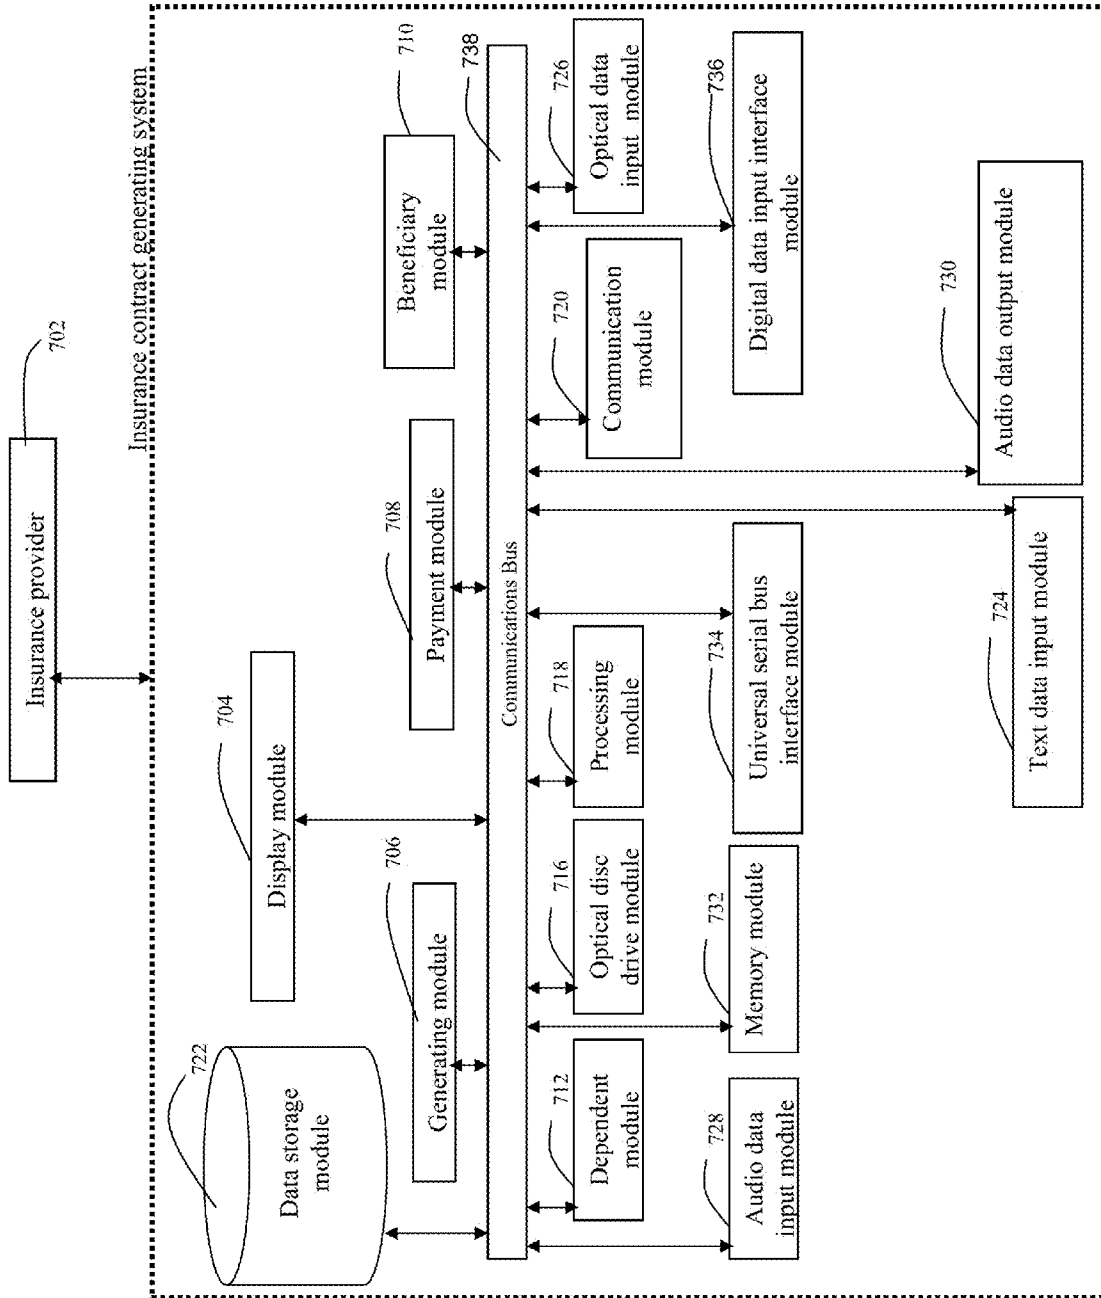 Insurance provider
702
Insurance contract generating system
Data storage
module
722
Display module
704
Generating module
706
Payment module
708
Beneficiary
module
710
Communications Bus
738
Dependent
module
712
Optical disc
drive module
716
Processing
module
718
Communication
module
720
Optical data
input module
726
Audio data
input module
728
Memory module
732
Universal serial bus
interface module
734
Digital data input interface
module
736
Text data input module
724
Audio data output module
730